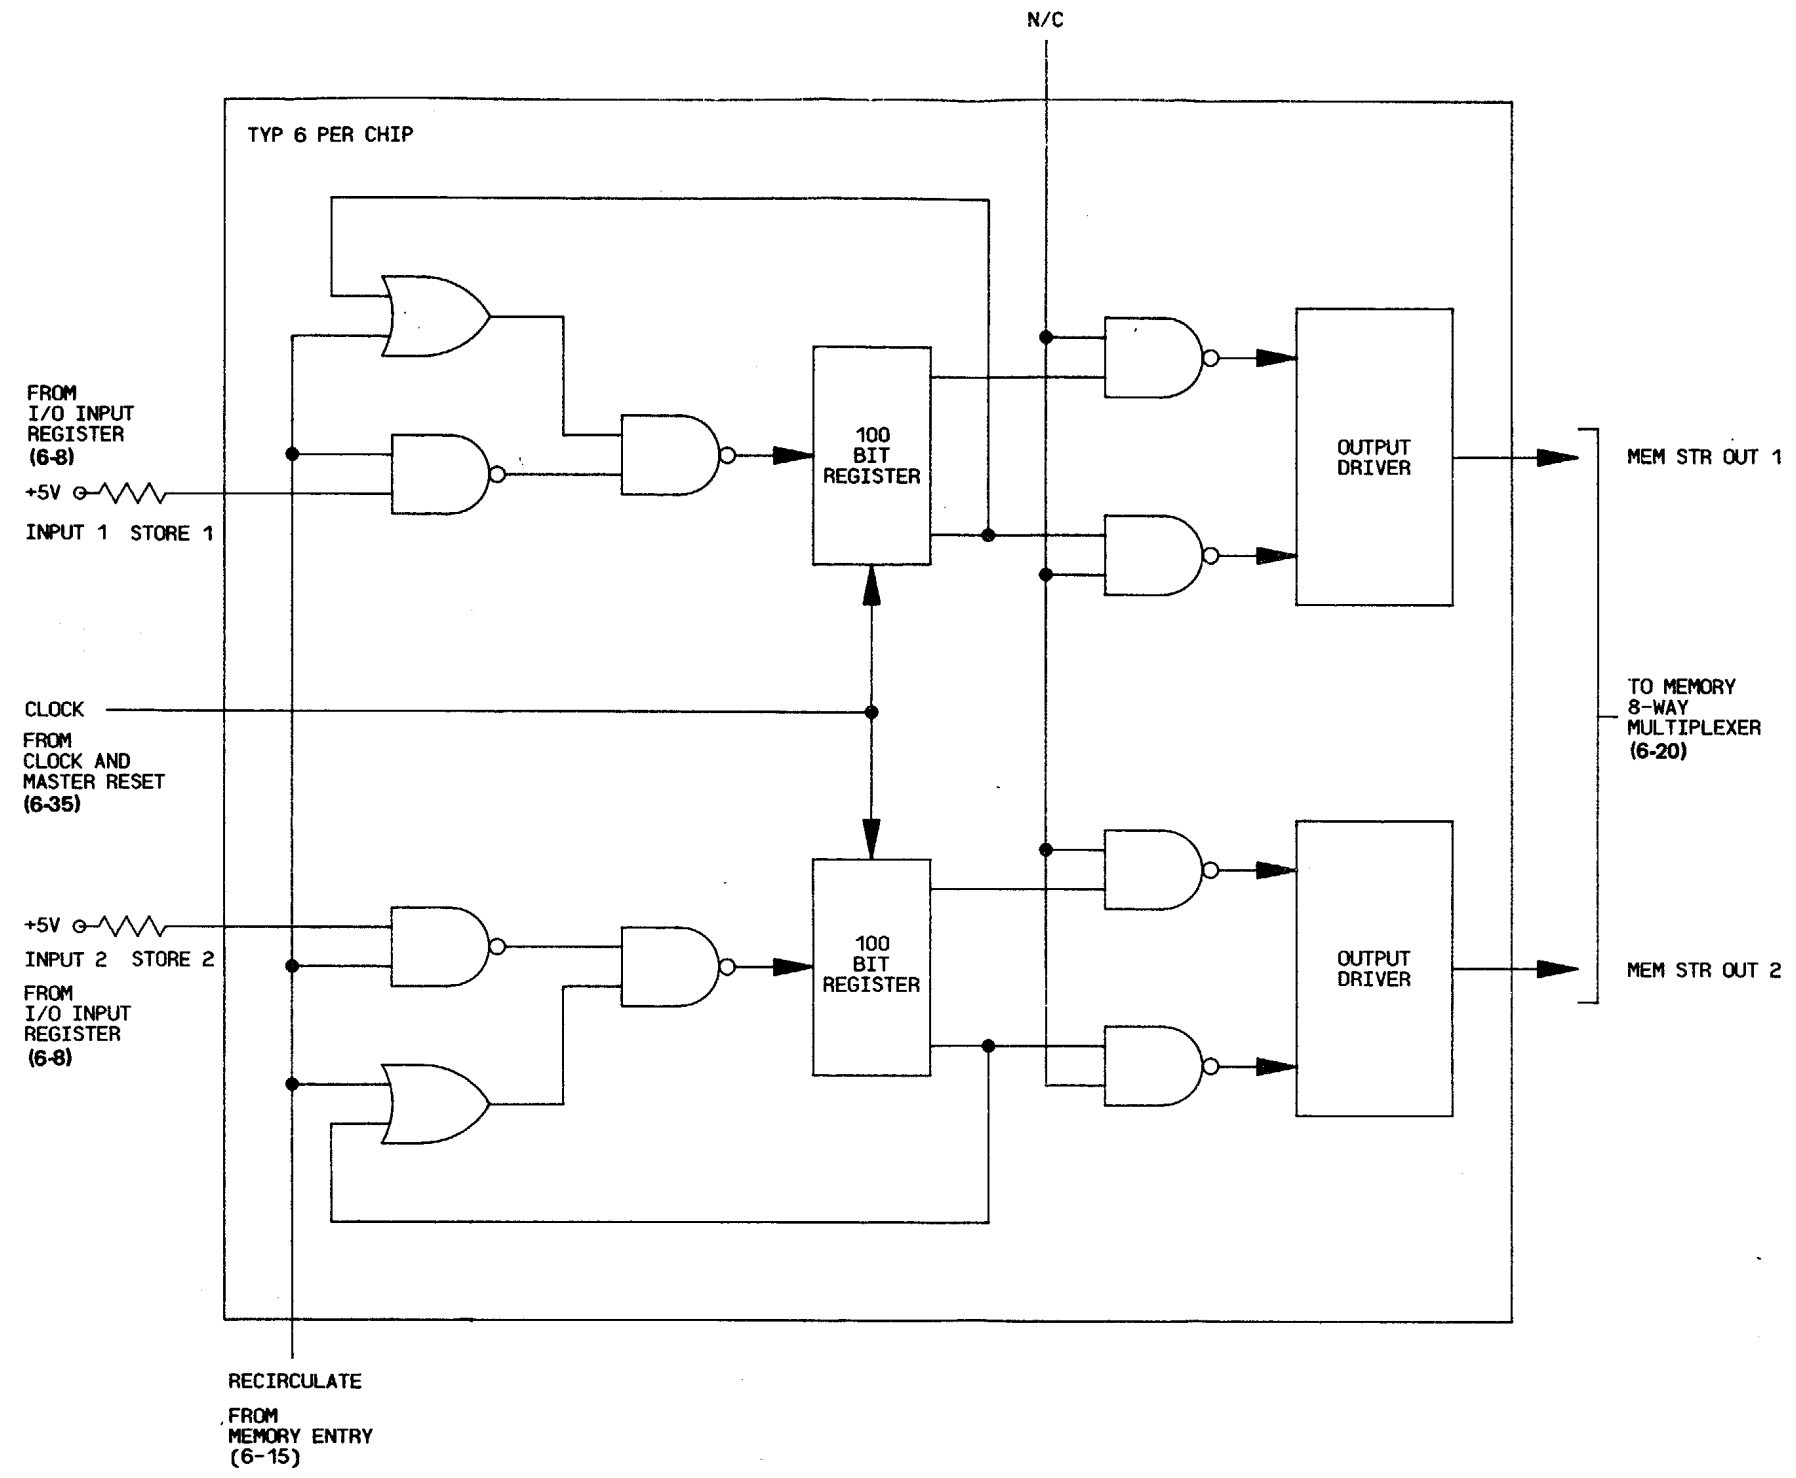 N/C
TYP 6 PER CHIP
FROM
I/O INPUT
REGISTER
(6-8)
+5V
INPUT 1 STORE 1
100
BIT
REGISTER
OUTPUT
DRIVER
MEM STR OUT 1
CLOCK
FROM
CLOCK AND
MASTER RESET
(6-35)
TO MEMORY
8-WAY
MULTIPLEXER
(6-20)
+5V
INPUT 2 STORE 2
FROM
I/O INPUT
REGISTER
(6-8)
100
BIT
REGISTER
OUTPUT
DRIVER
MEM STR OUT 2
RECIRCULATE
FROM
MEMORY ENTRY
(6-15)